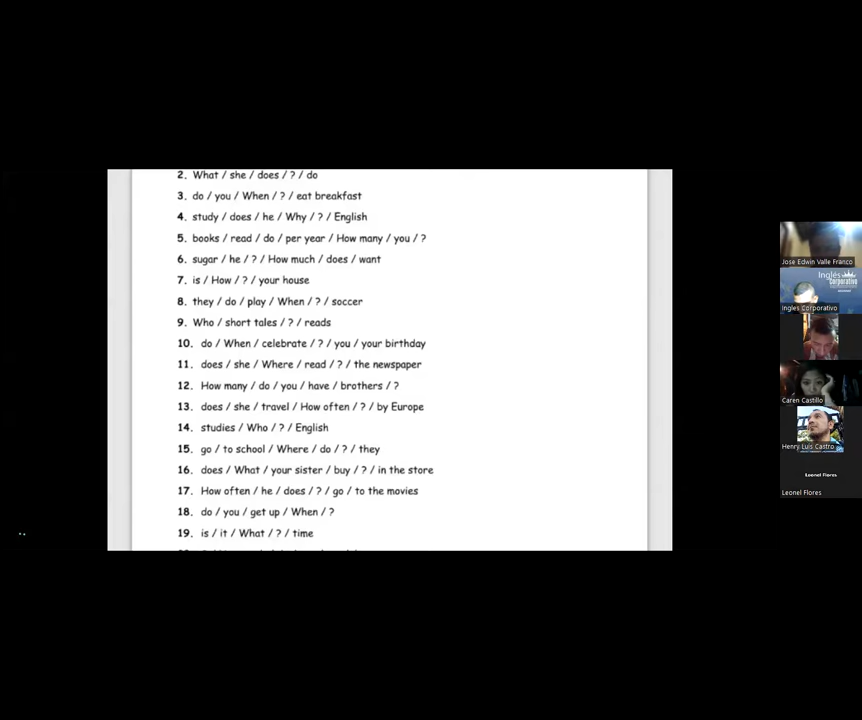 2. What / she / does / ? / do
3. do / you / When / ? / eat breakfast
4. study / does / he / Why / ? / English
5. books / read / do / per year / How many / you / ?
6. sugar / he / ? / How much / does / want
7. is / How / ? / your house
8. they / do / play / When / ? / soccer
9. Who / short tales / ? / reads
10. do / When / celebrate / ? / you / your birthday
11. does / she / Where / read / ? / the newspaper
12. How many / do / you / have / brothers / ?
13. does / she / travel / How often / ? / by Europe
14. studies / Who / ? / English
15. go / to school / Where / do / ? / they
16. does / What / your sister / buy / ? / in the store
17. How often / he / does / ? / go / to the movies
18. do / you / get up / When / ?
19. is / it / What / ? / time
Jose Edwin Valle Franco
Inglés
Corporativo
Ingles Corporativo
Caren Castillo
Henry Luis Castro
Leonel Flores
Leonel Flores